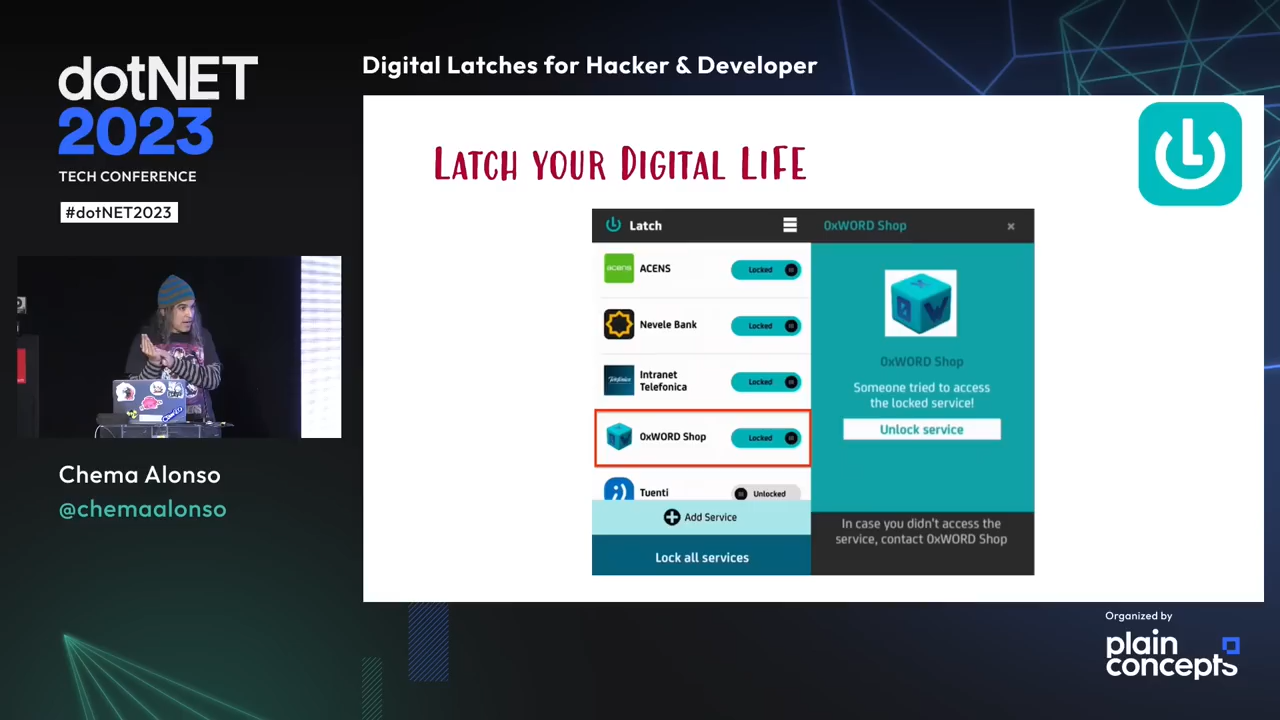 dotNET
2023
TECH CONFERENCE
#dotNET2023
Chema Alonso
@chemaalonso
Digital Latches for Hacker & Developer
LATCH YOUR DIGITAL LIFE
Latch
ACENS
Locked
Nevele Bank
Locked
Intranet
Telefonica
Locked
0xWORD Shop
Locked
Tuenti
Unlocked
Add Service
Lock all services
0xWORD Shop
×
0xWORD Shop
Someone tried to access
the locked service!
Unlock service
In case you didn't access the
service, contact 0xWORD Shop
Organized by
plain
concepts